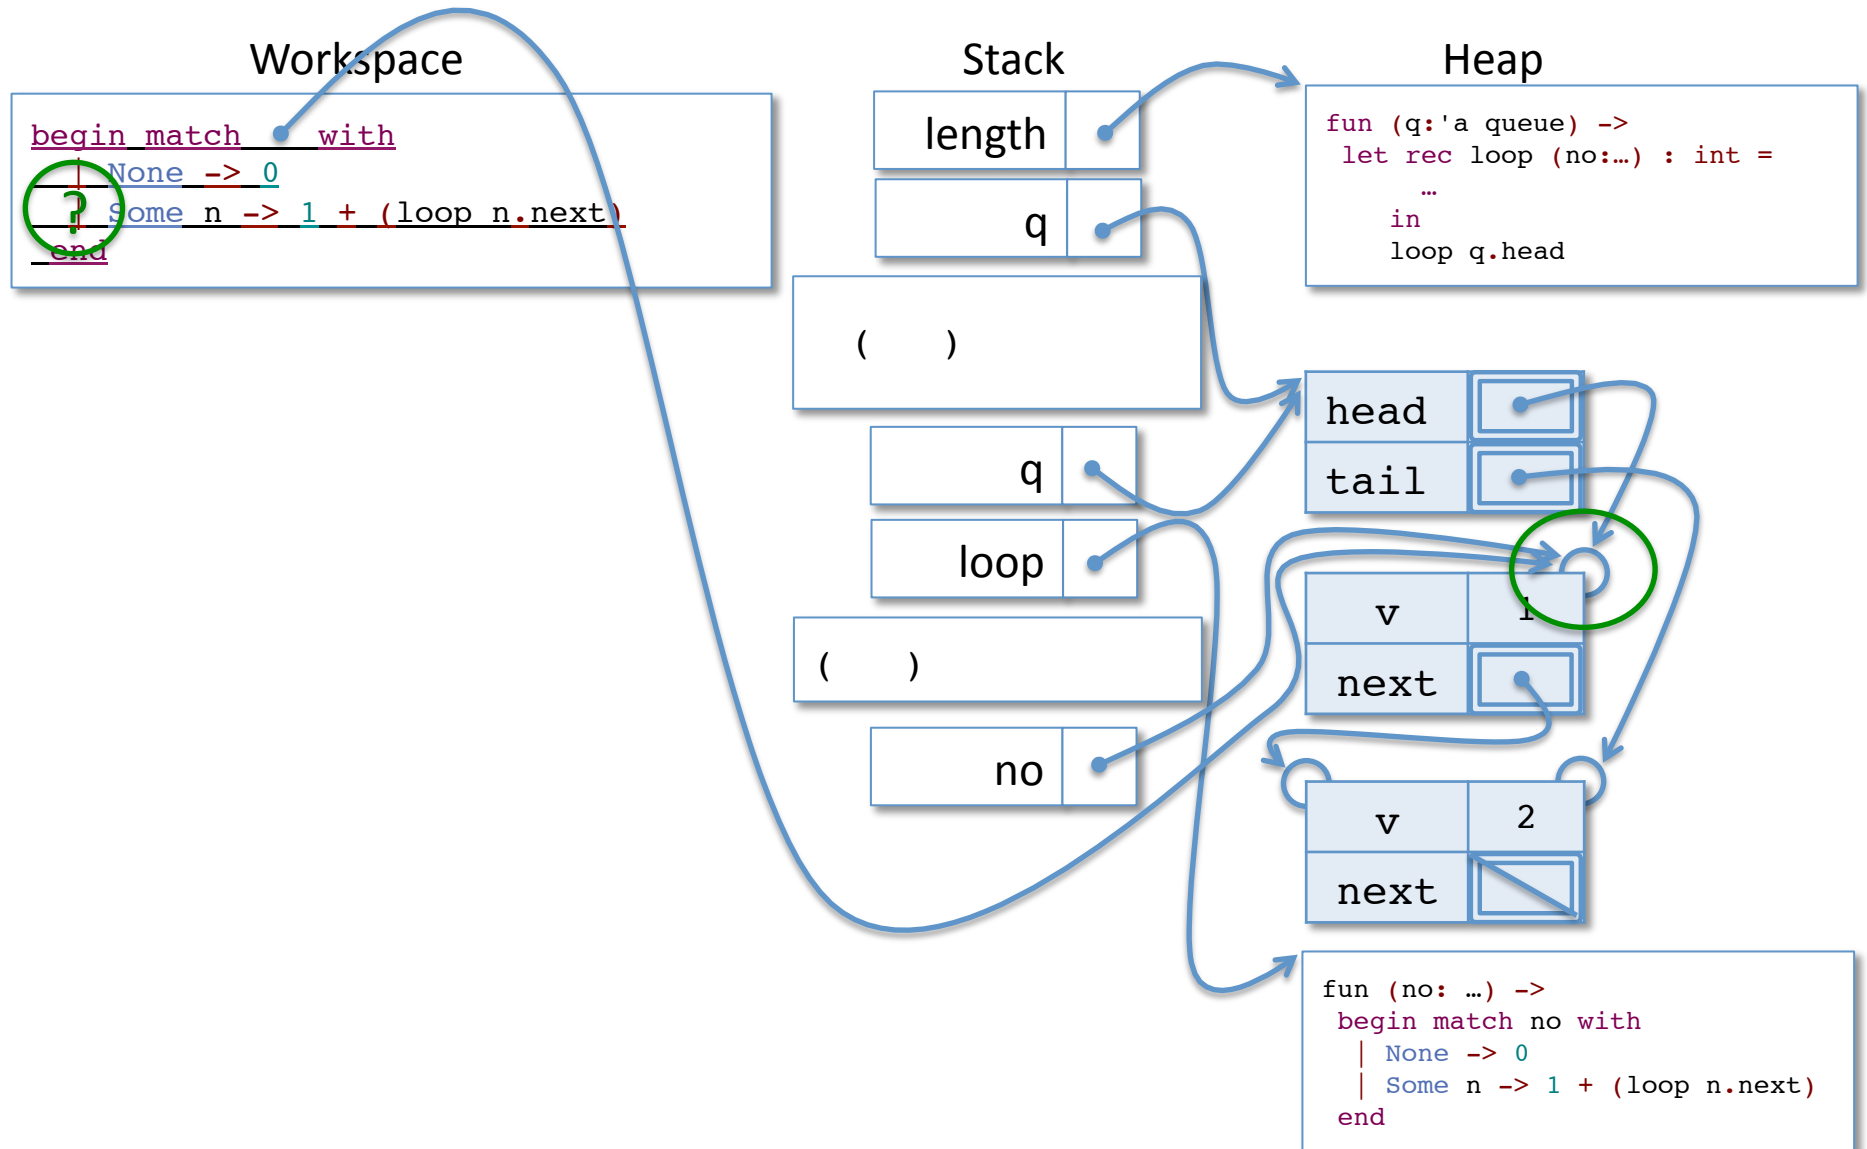 Workspace
begin match with
| None -> 0
? | Some n -> 1 + (loop n.next)
end
Stack
length
q
( )
q
loop
( )
no
Heap
fun (q:'a queue) ->
let rec loop (no:…) : int =
…
in
loop q.head
head
tail
v 1
next
v 2
next
fun (no: …) ->
begin match no with
| None -> 0
| Some n -> 1 + (loop n.next)
end